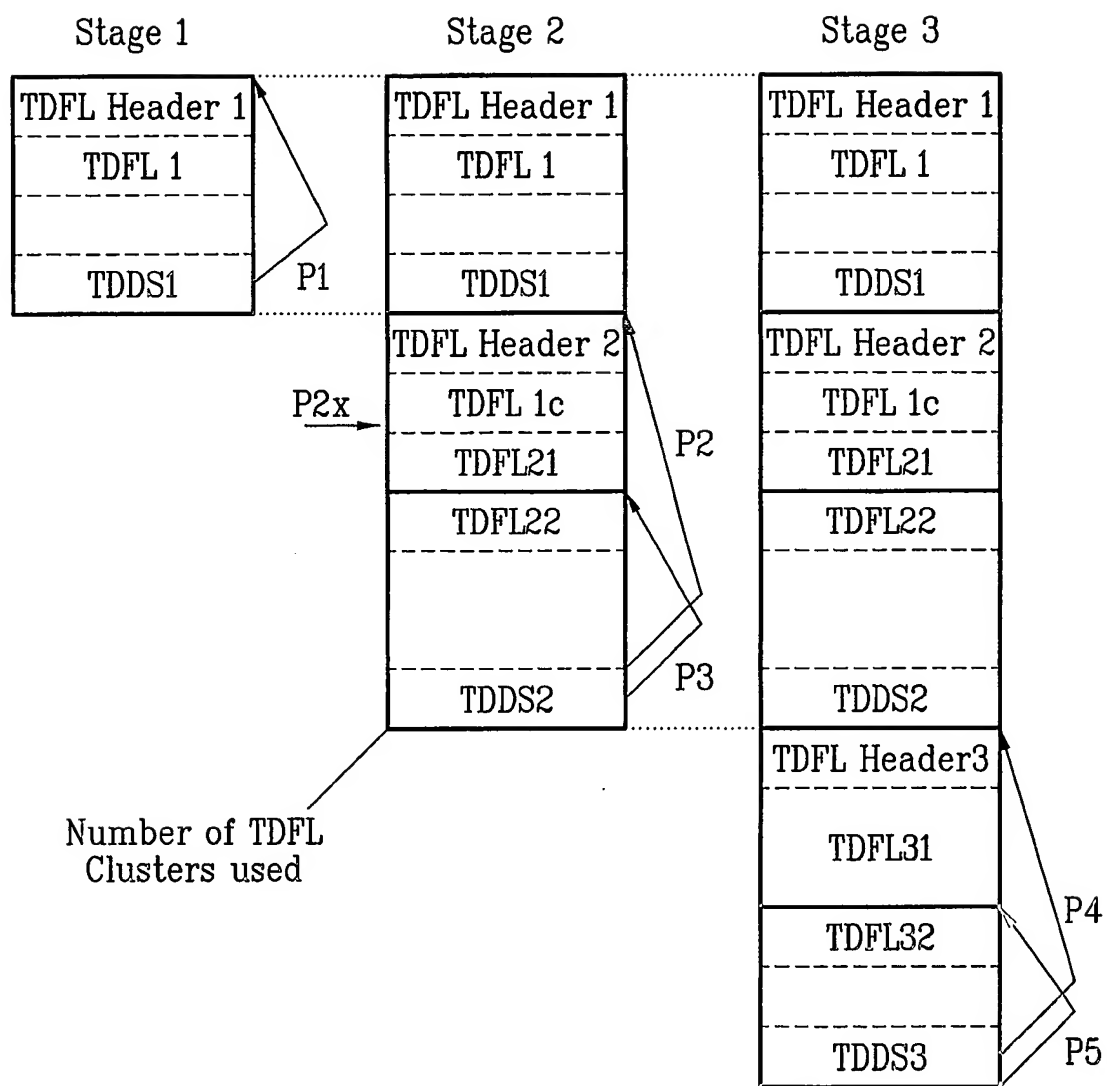 Stage 1
TDFL Header 1
TDFL 1
TDDS1
P1
Stage 2
TDFL Header 1
TDFL 1
TDDS1
TDFL Header 2
P2x
TDFL 1c
TDFL21
P2
TDFL22
P3
TDDS2
Number of TDFL
Clusters used
Stage 3
TDFL Header 1
TDFL 1
TDDS1
TDFL Header 2
TDFL 1c
TDFL21
TDFL22
TDDS2
TDFL Header3
TDFL31
P4
TDFL32
TDDS3
P5